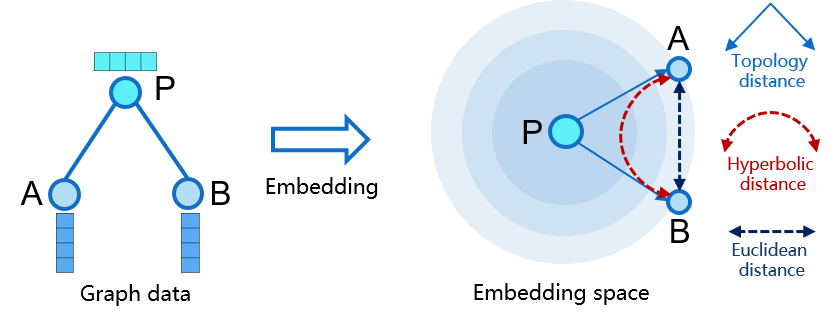 P
A
B
Graph data
Embedding
A
P
B
Embedding space
Topology
distance
Hyperbolic
distance
Euclidean
distance